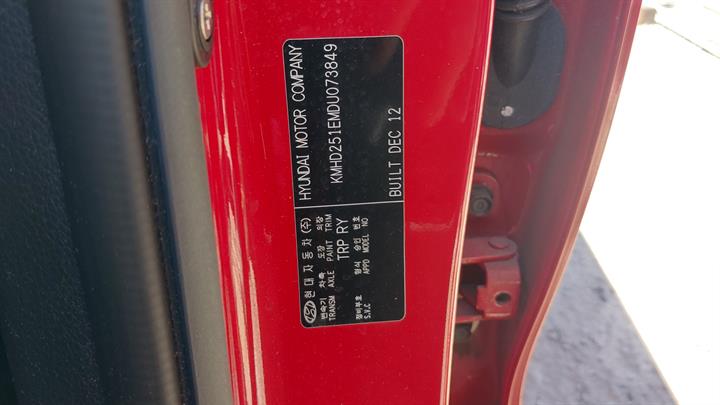 현대자동차(주) HYUNDAI MOTOR COMPANY
변속기 차축 도장 의장
TRANSM AXLE PAINT TRIM KMHD251EMDU073849
TRP RY
형식 승인 번호
APPD MODEL NO
정비부호
S.V.C BUILT DEC 12